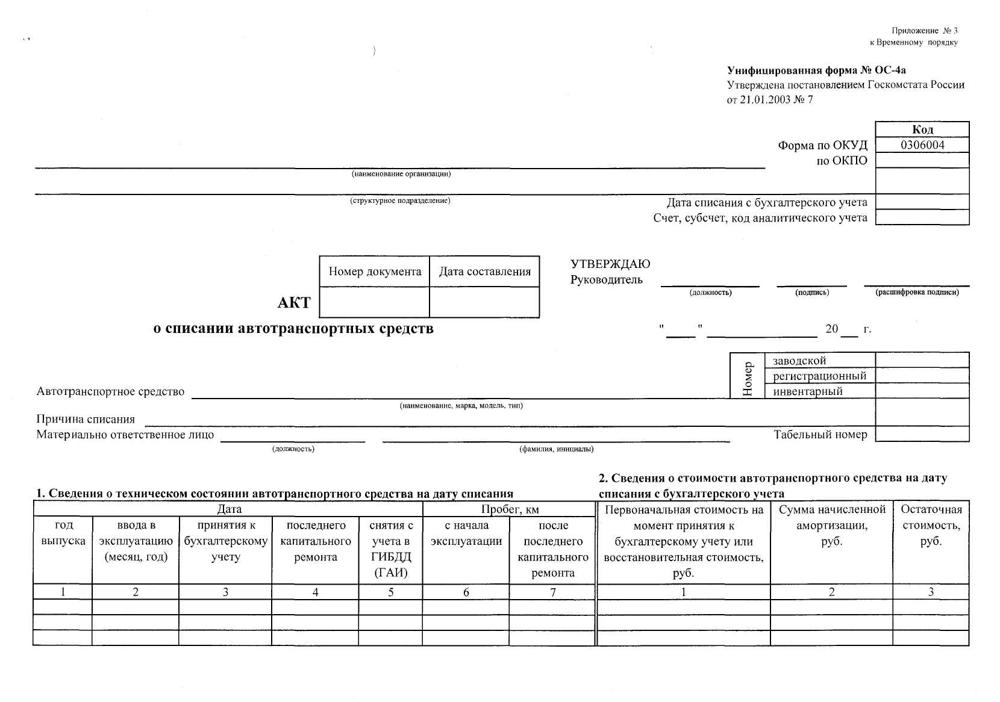 Приложение № 3
к Временному порядку
Унифицированная форма № ОС-4а
Утверждена постановлением Госкомстата России
от 21.01.2003 № 7
Код
Форма по ОКУД 0306004
по ОКПО
(наименование организации)
(структурное подразделение)
Дата списания с бухгалтерского учета
Счет, субсчет, код аналитического учета
Номер документа Дата составления
УТВЕРЖДАЮ
Руководитель
(должность) (подпись) (расшифровка подписи)
АКТ
о списании автотранспортных средств
" " 20 г.
Номер
заводской
регистрационный
инвентарный
Автотранспортное средство
(наименование, марка, модель, тип)
Причина списания
Материально ответственное лицо
Табельный номер
(должность) (фамилия, инициалы)
1. Сведения о техническом состоянии автотранспортного средства на дату списания
2. Сведения о стоимости автотранспортного средства на дату
списания с бухгалтерского учета
Дата Пробег, км
год
выпуска
ввода в
эксплуатацию
(месяц, год)
принятия к
бухгалтерскому
учету
последнего
капитального
ремонта
снятия с
учета в
ГИБДД
(ГАИ)
с начала
эксплуатации
после
последнего
капитального
ремонта
Первоначальная стоимость на
момент принятия к
бухгалтерскому учету или
восстановительная стоимость,
руб.
Сумма начисленной
амортизации,
руб.
Остаточная
стоимость,
руб.
1 2 3 4 5 6 7 1 2 3